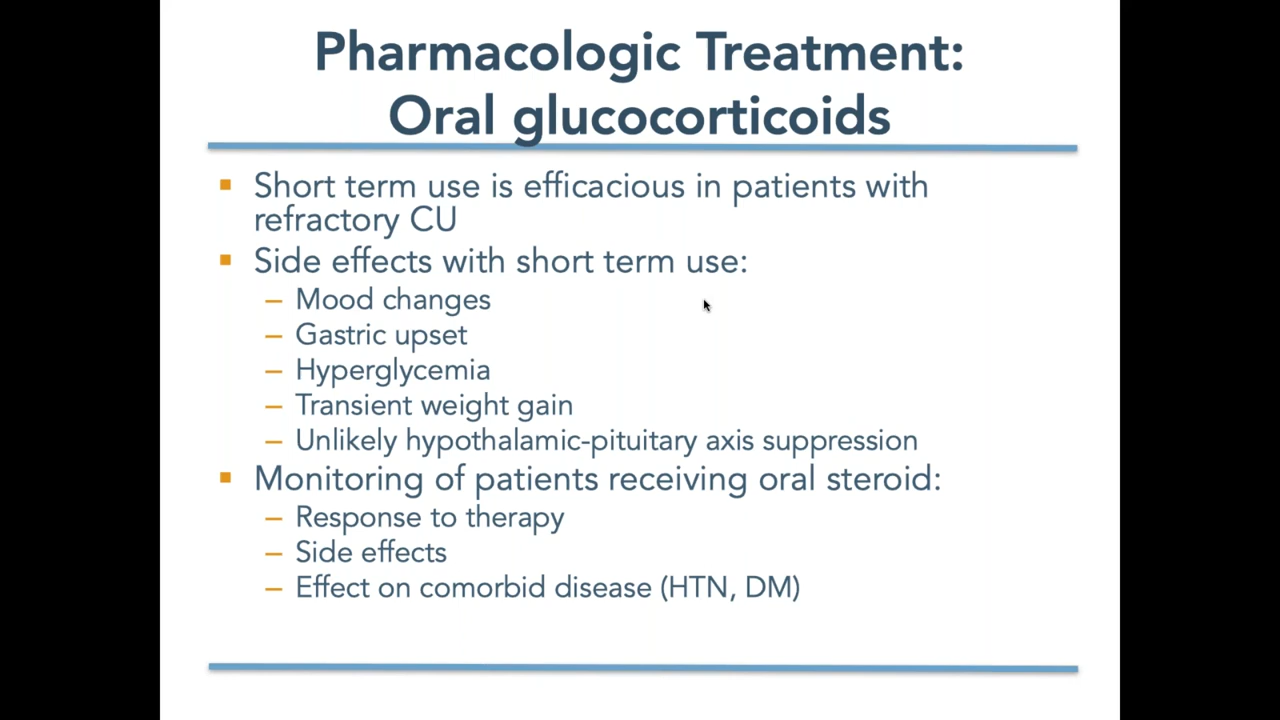 Pharmacologic Treatment:
Oral glucocorticoids
▪ Short term use is efficacious in patients with
refractory CU
▪ Side effects with short term use:
– Mood changes
– Gastric upset
– Hyperglycemia
– Transient weight gain
– Unlikely hypothalamic-pituitary axis suppression
▪ Monitoring of patients receiving oral steroid:
– Response to therapy
– Side effects
– Effect on comorbid disease (HTN, DM)